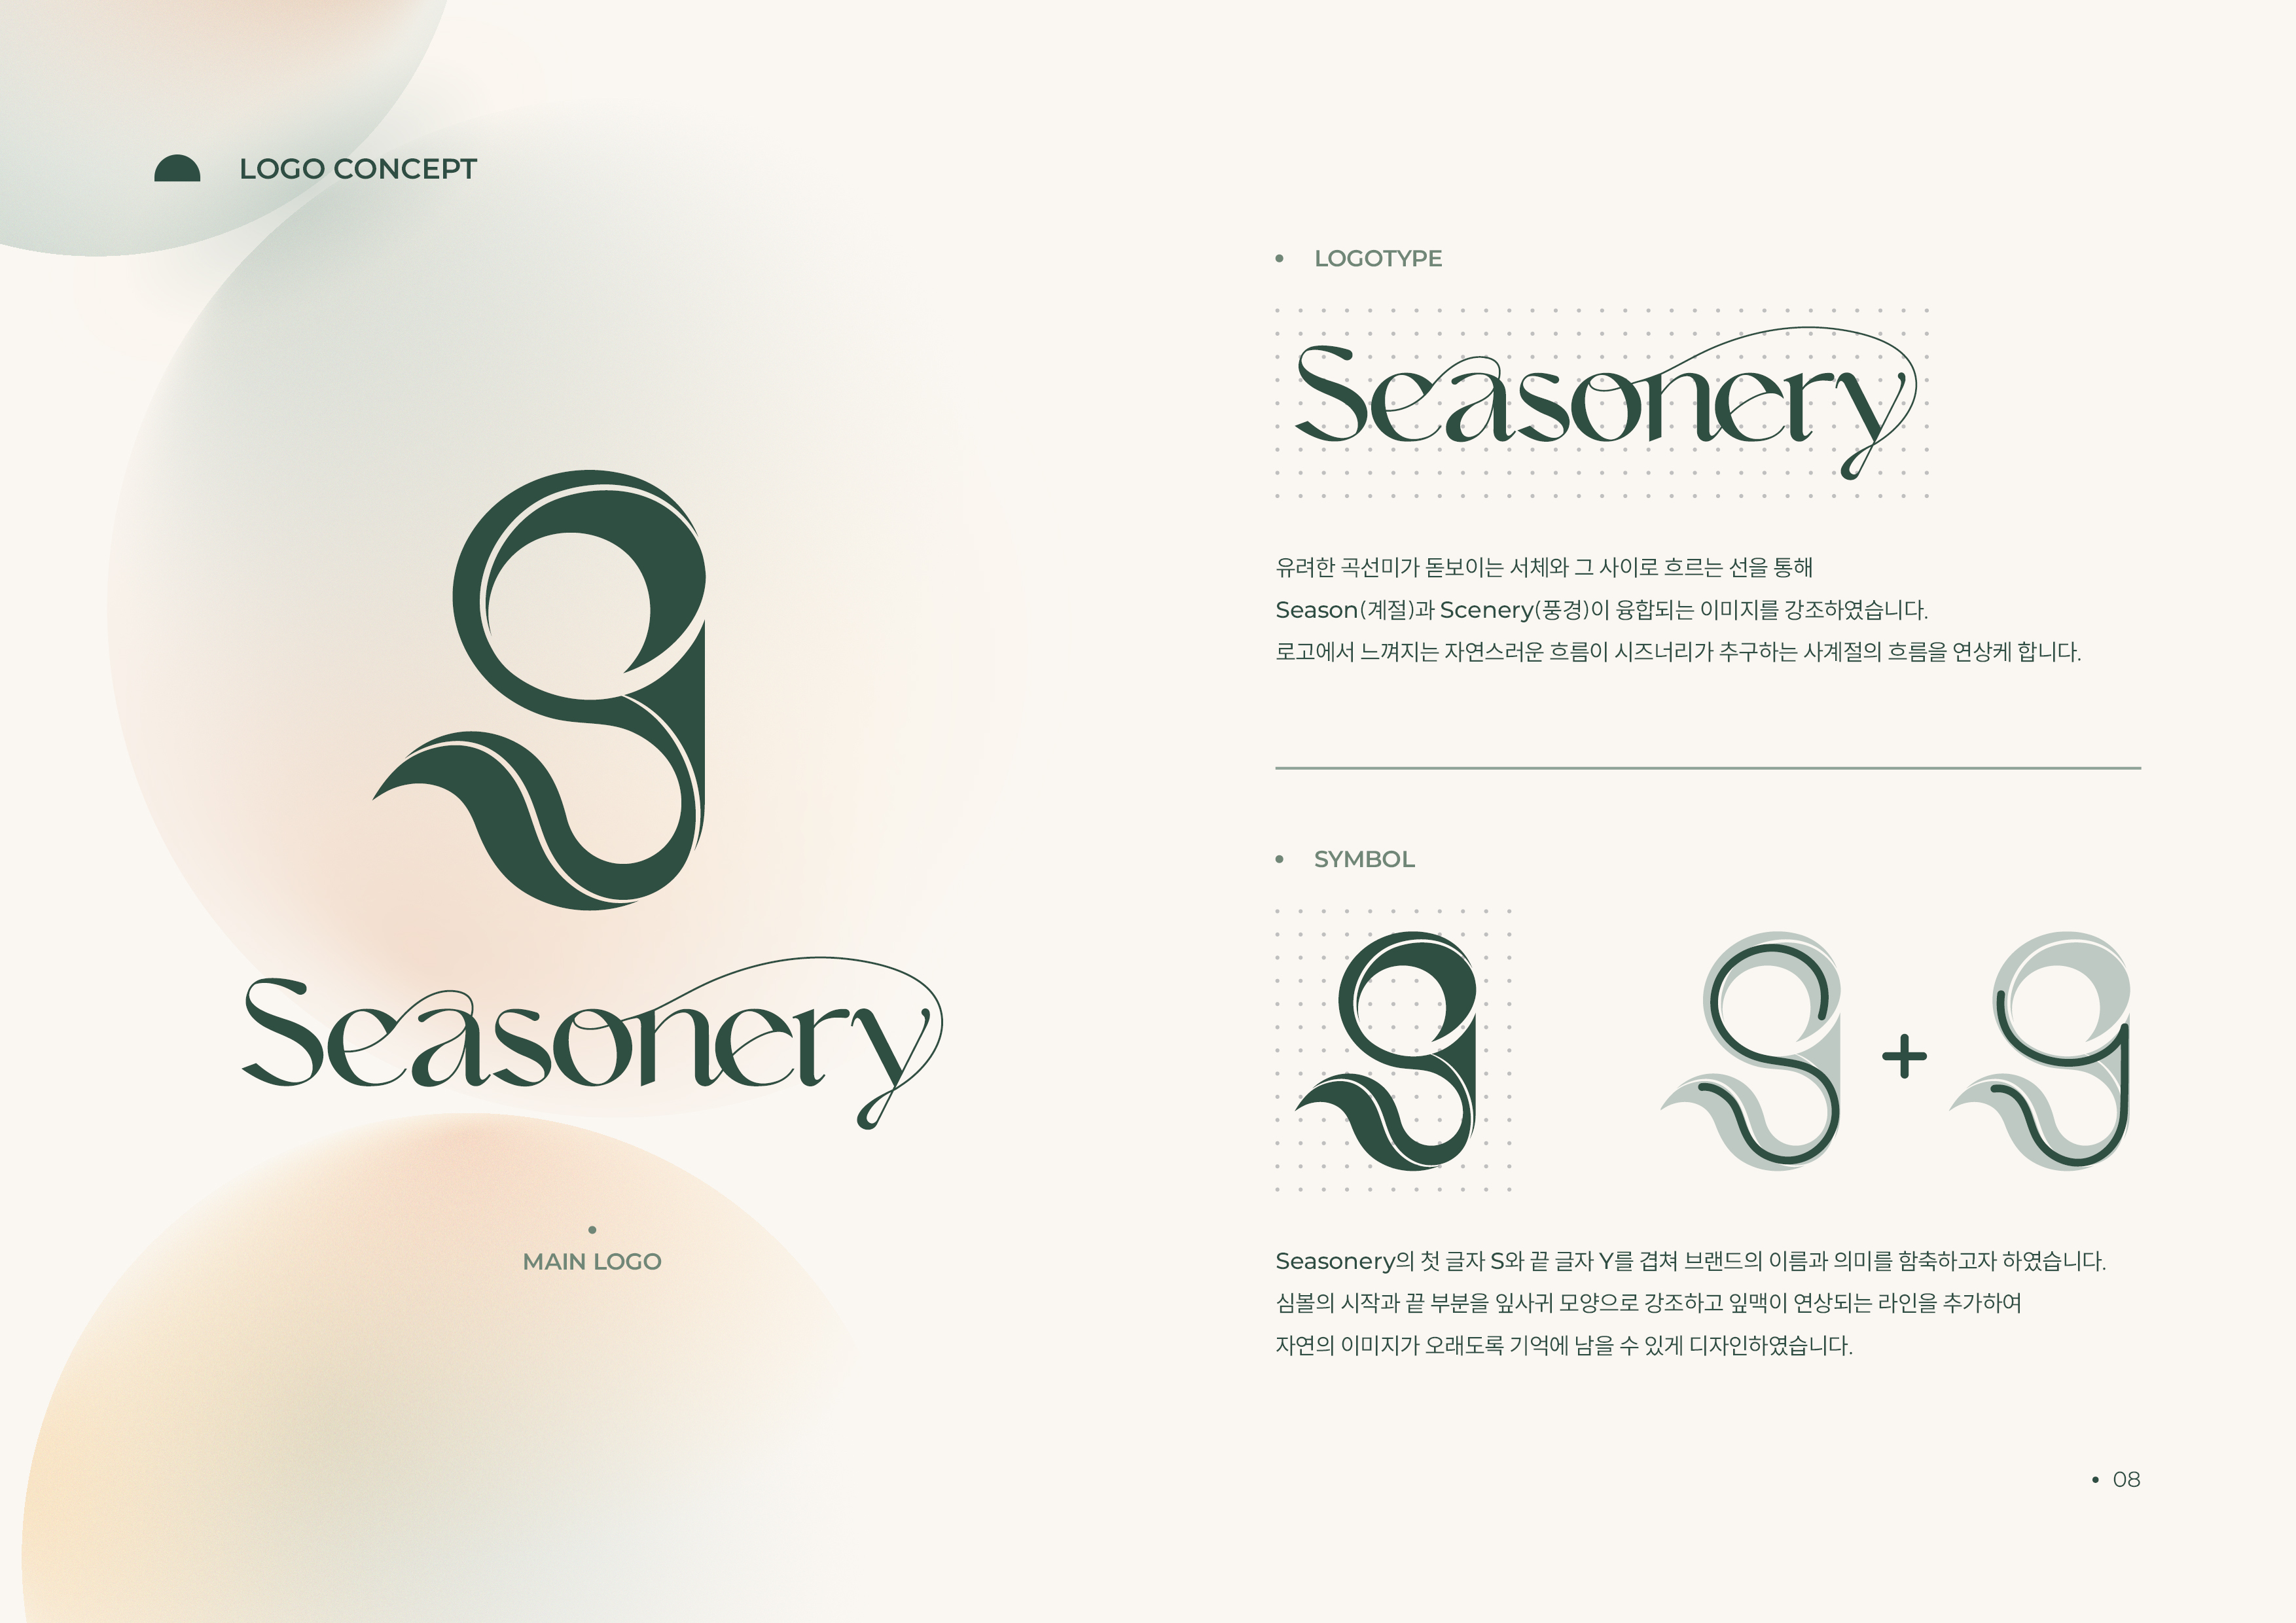 LOGO CONCEPT
Seasonery
• MAIN LOGO
• LOGOTYPE
Seasonery
유려한 곡선미가 돋보이는 서체와 그 사이로 흐르는 선을 통해
Season(계절)과 Scenery(풍경)이 융합되는 이미지를 강조하였습니다.
로고에서 느껴지는 자연스러운 흐름이 시즈너리가 추구하는 사계절의 흐름을 연상케 합니다.
• SYMBOL
+
Seasonery의 첫 글자 S와 끝 글자 Y를 겹쳐 브랜드의 이름과 의미를 함축하고자 하였습니다.
심볼의 시작과 끝 부분을 잎사귀 모양으로 강조하고 잎맥이 연상되는 라인을 추가하여
자연의 이미지가 오래도록 기억에 남을 수 있게 디자인하였습니다.
• 08